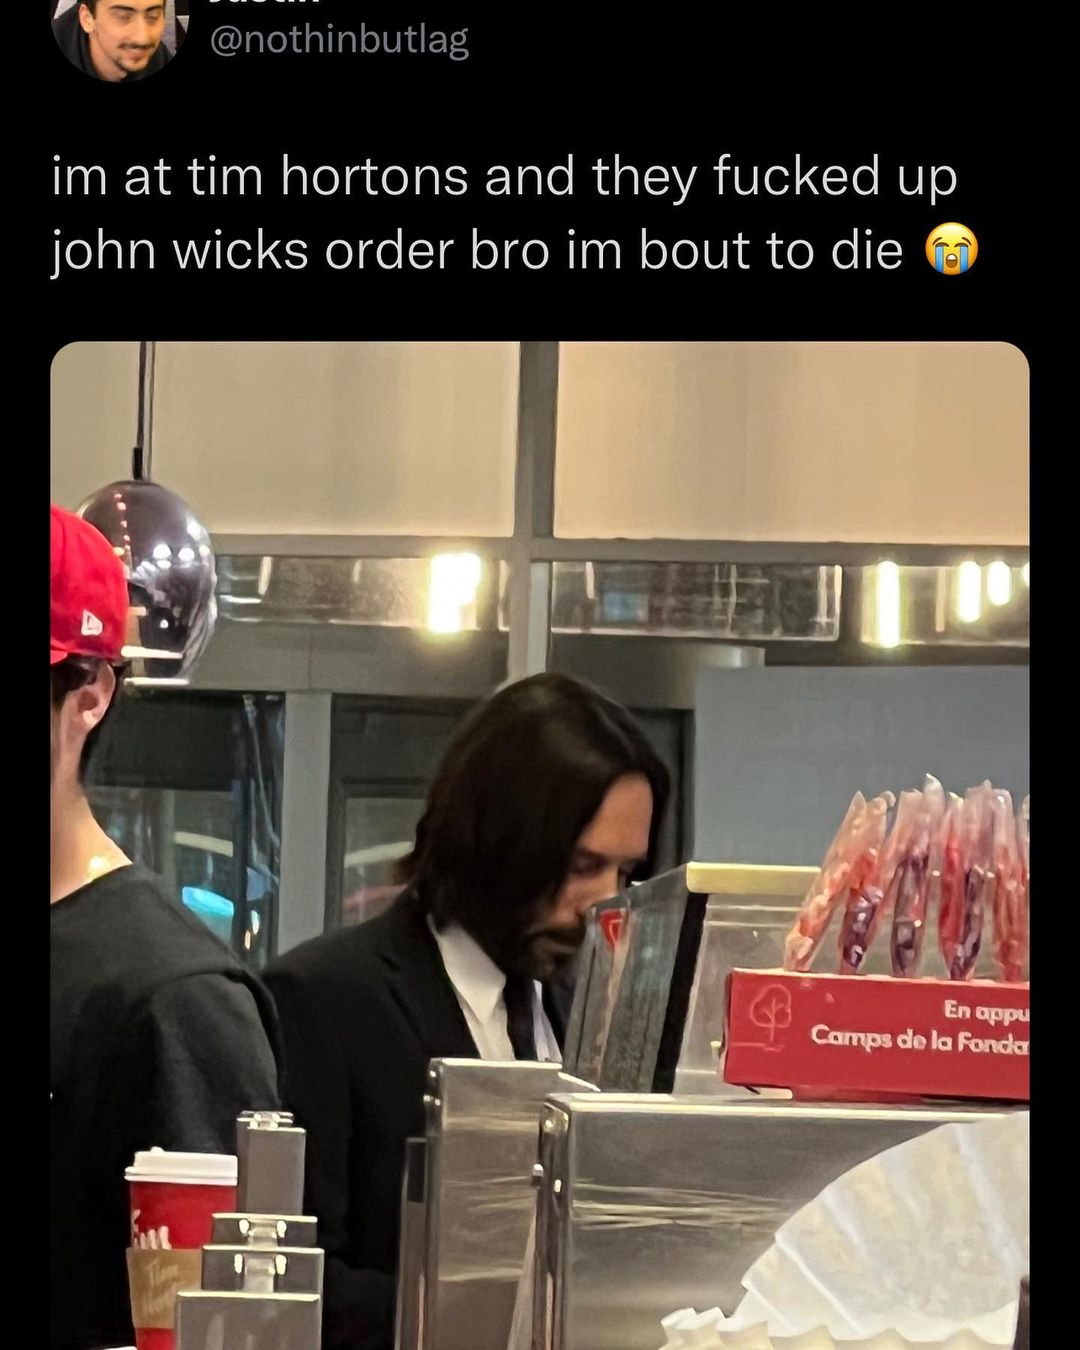 @nothinbutlag
im at tim hortons and they fucked up
john wicks order bro im bout to die 😭
En appu
Camps de la Fonda
Tim